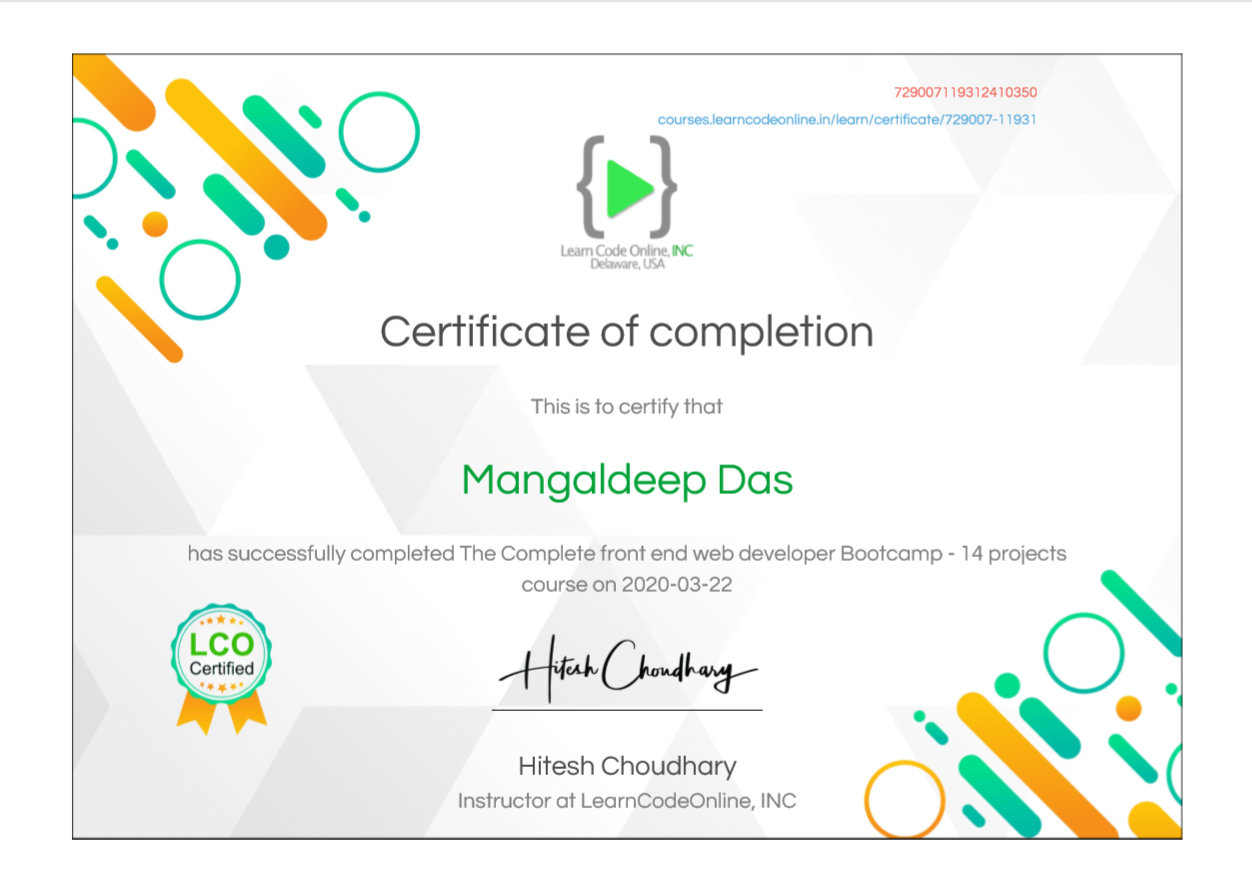 729007119312410350
courses.learncodeonline.in/learn/certificate/729007-11931
{ }
Learn Code Online, INC
Delaware, USA
Certificate of completion
This is to certify that
Mangaldeep Das
has successfully completed The Complete front end web developer Bootcamp - 14 projects
course on 2020-03-22
LCO
Certified
Hitesh Choudhary
Hitesh Choudhary
Instructor at LearnCodeOnline, INC